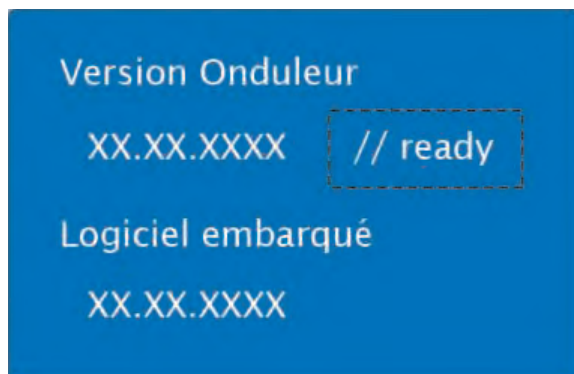 Version Onduleur
XX.XX.XXXX // ready
Logiciel embarqué
XX.XX.XXXX